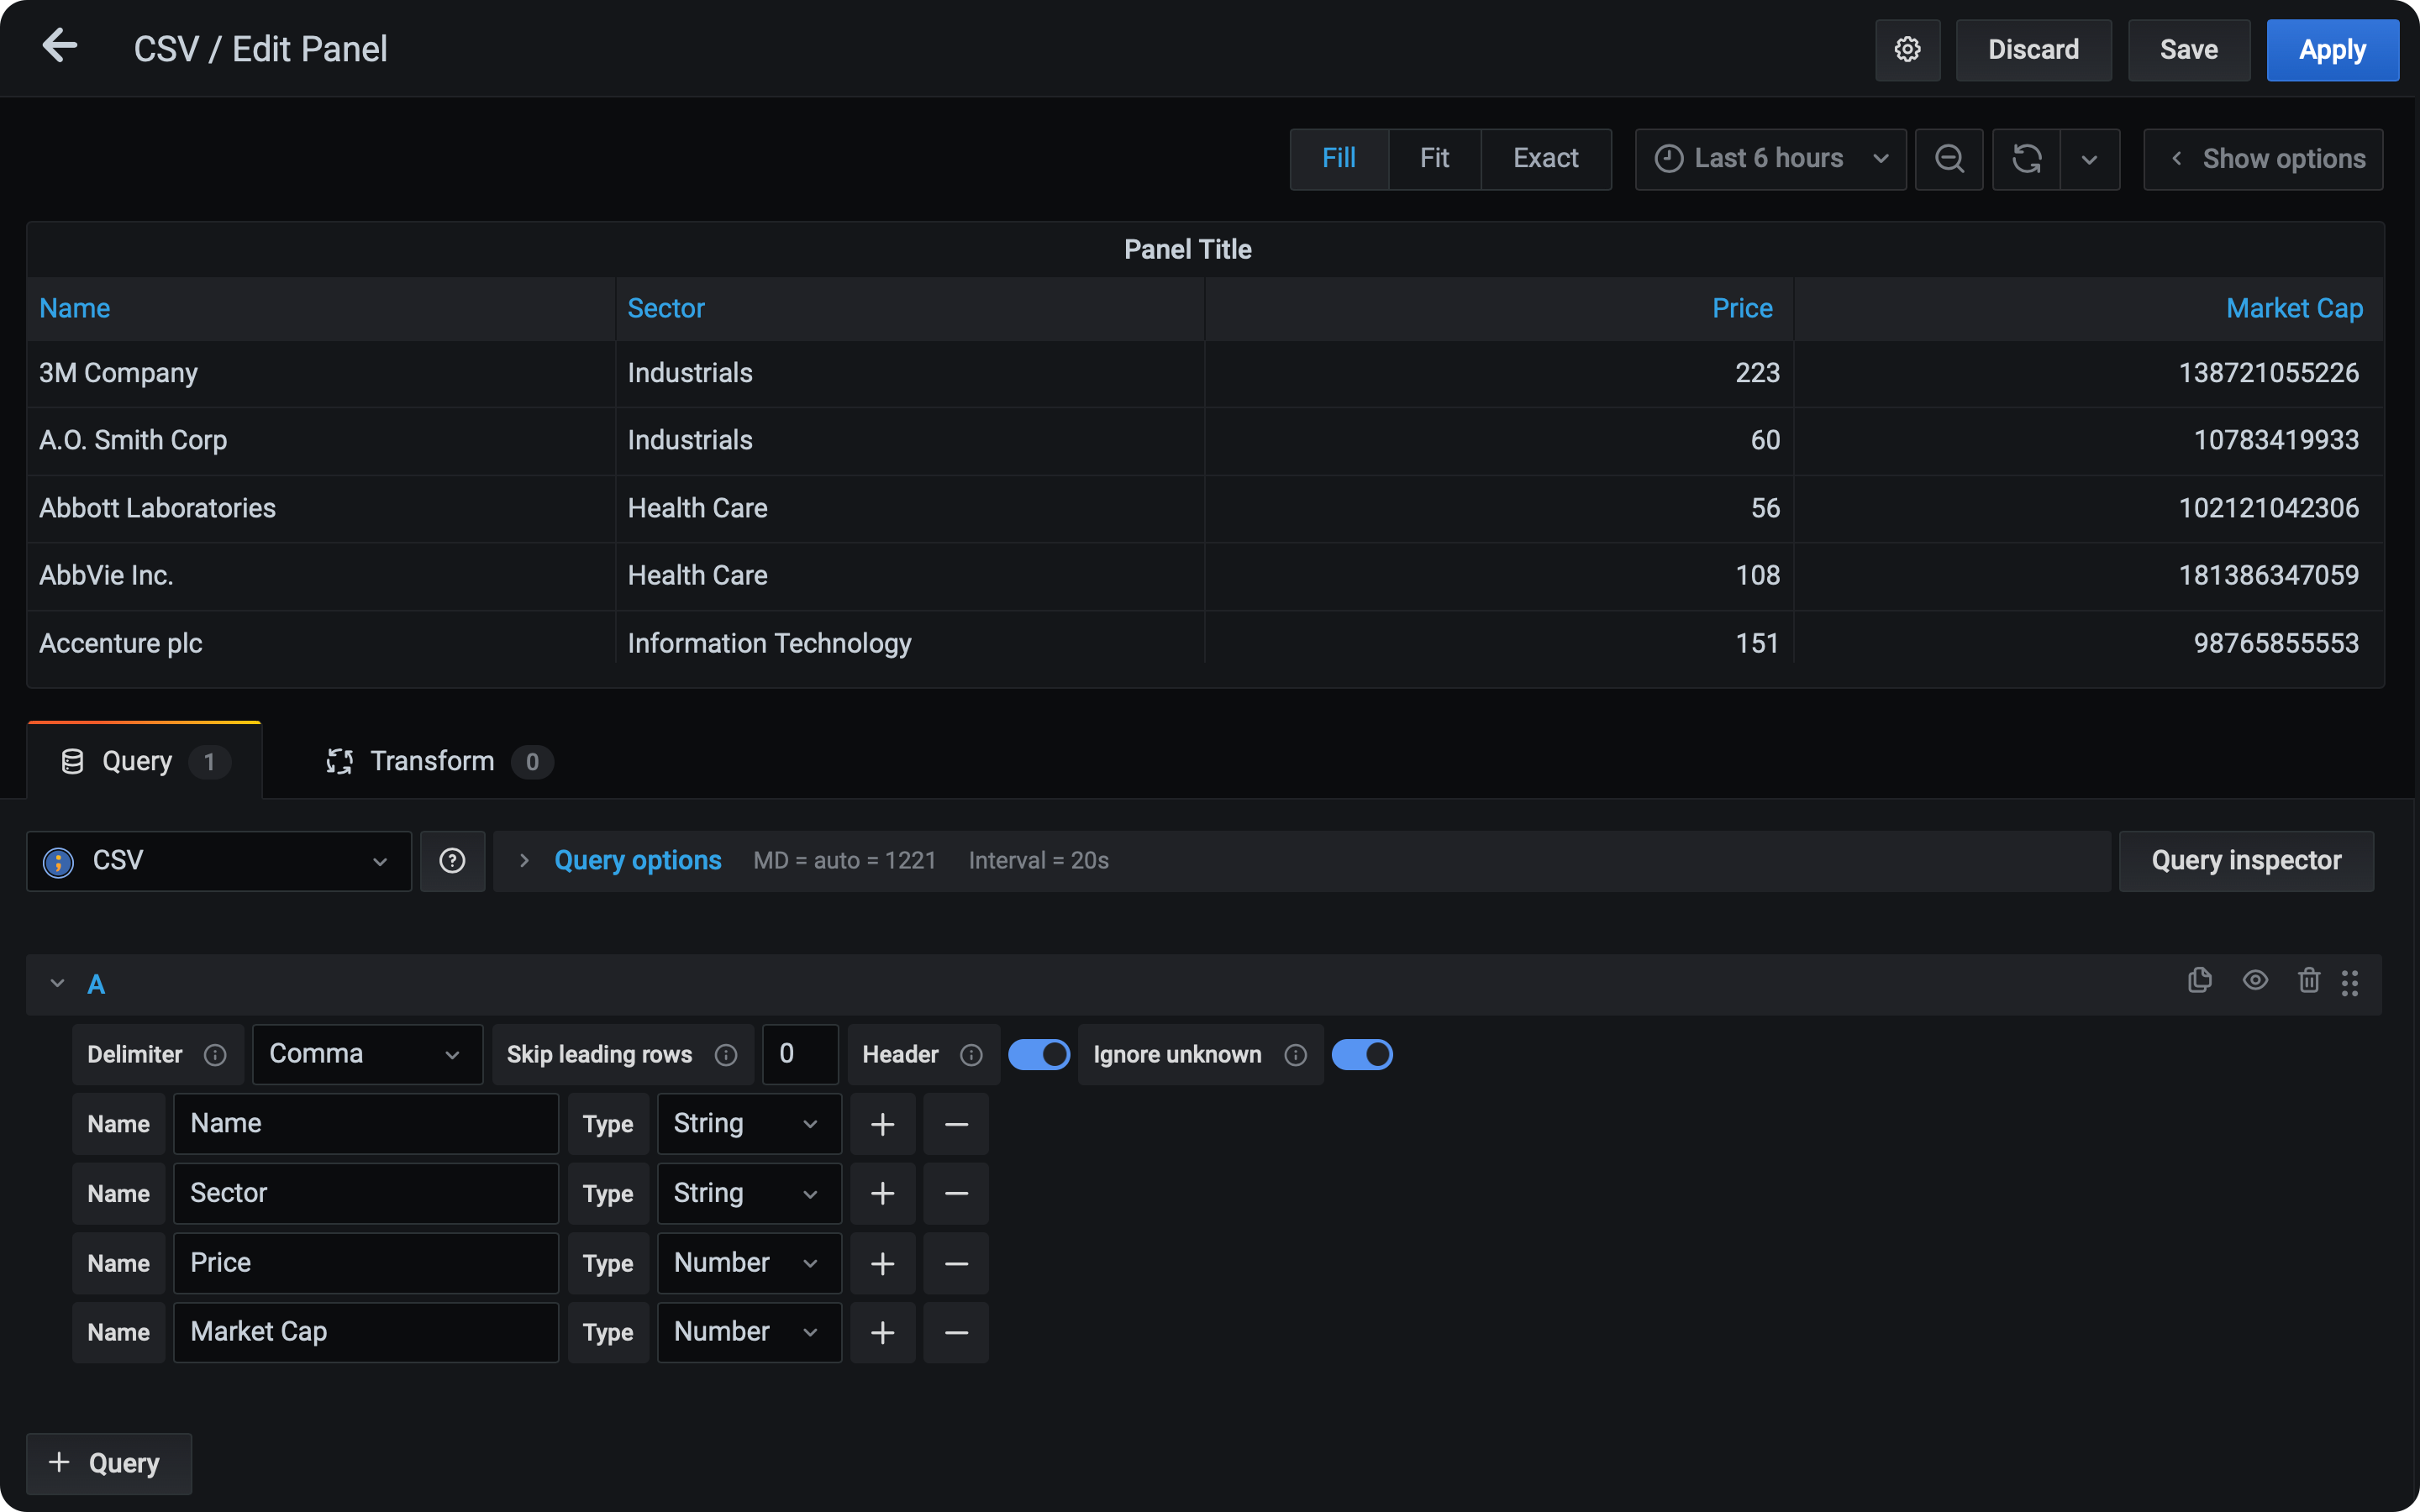 CSV / Edit Panel Discard Save Apply
Fill Fit Exact Last 6 hours Show options
Panel Title
Name Sector Price Market Cap
3M Company Industrials 223 138721055226
A.O. Smith Corp Industrials 60 10783419933
Abbott Laboratories Health Care 56 102121042306
AbbVie Inc. Health Care 108 181386347059
Accenture plc Information Technology 151 98765855553
Query 1 Transform 0
CSV Query options MD = auto = 1221 Interval = 20s Query inspector
A
Delimiter Comma Skip leading rows 0 Header Ignore unknown
Name Name Type String
Name Sector Type String
Name Price Type Number
Name Market Cap Type Number
+ Query